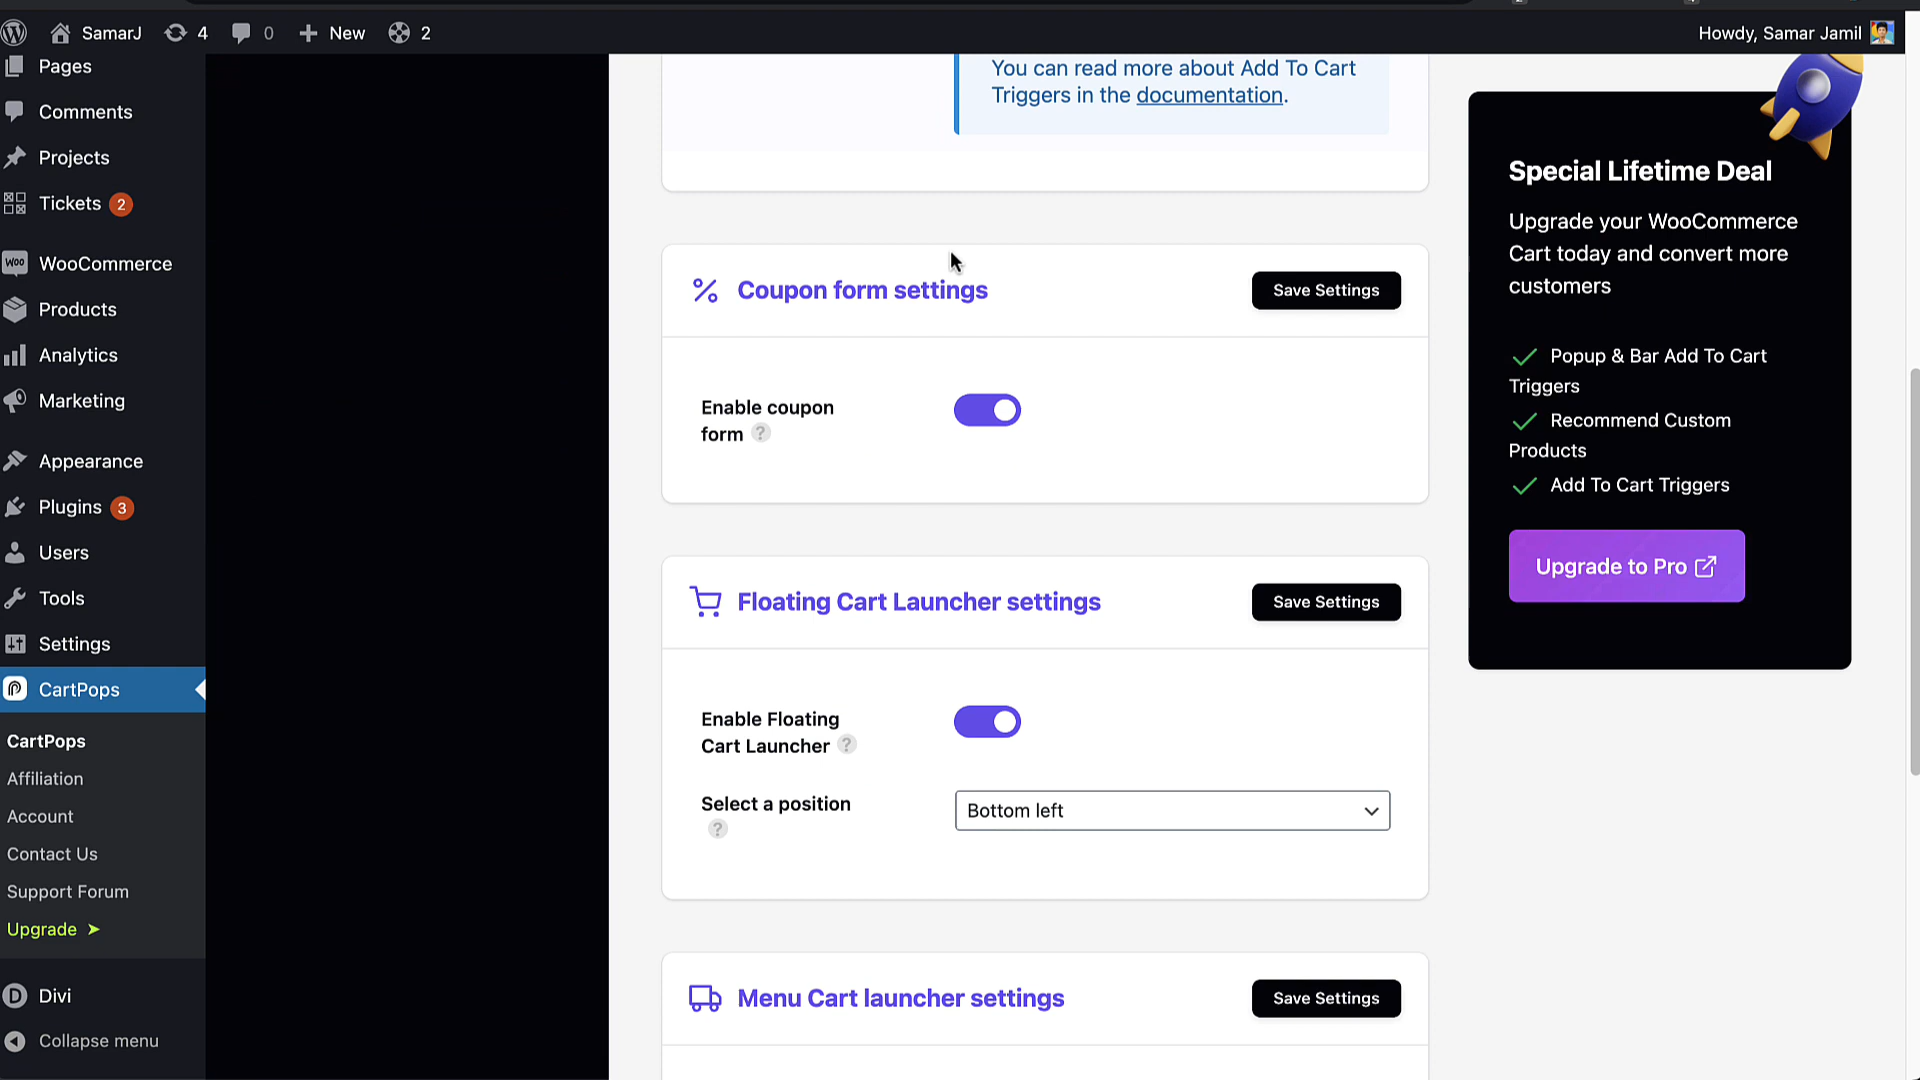 SamarJ
4
0
New
2
Howdy, Samar Jamil
Pages
Comments
Projects
Tickets 2
Woo WooCommerce
Products
Analytics
Marketing
Appearance
Plugins 3
Users
Tools
Settings
CartPops
CartPops
Affiliation
Account
Contact Us
Support Forum
Upgrade ➤
Divi
Collapse menu
You can read more about Add To Cart
Triggers in the documentation.
% Coupon form settings
Save Settings
Enable coupon
form ?
Floating Cart Launcher settings
Save Settings
Enable Floating
Cart Launcher ?
Select a position
?
Bottom left
Menu Cart launcher settings
Save Settings
Special Lifetime Deal
Upgrade your WooCommerce
Cart today and convert more
customers
Popup & Bar Add To Cart
Triggers
Recommend Custom
Products
Add To Cart Triggers
Upgrade to Pro